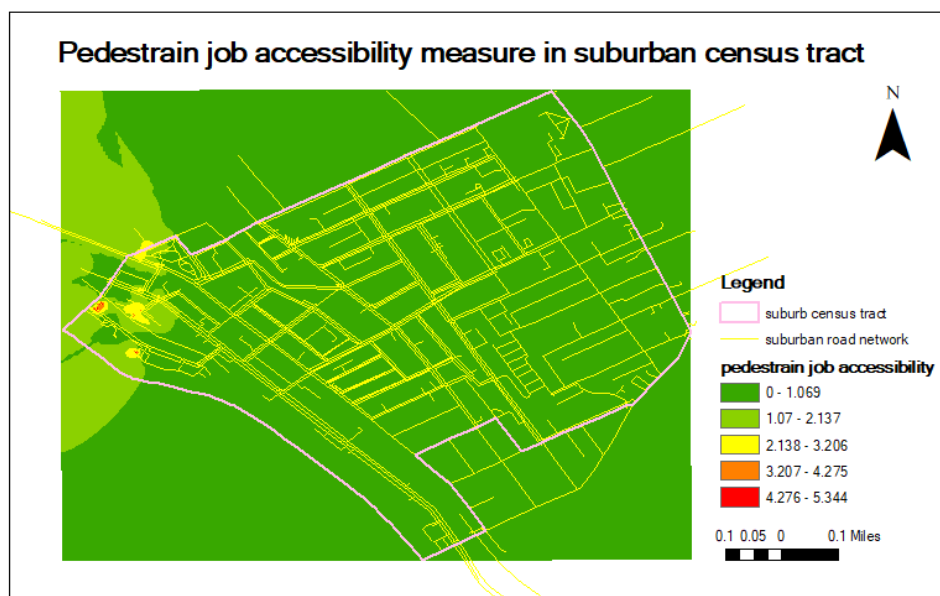 Pedestrain job accessibility measure in suburban census tract
N
Legend
suburb census tract
suburban road network
pedestrain job accessibility
0 - 1.069
1.07 - 2.137
2.138 - 3.206
3.207 - 4.275
4.276 - 5.344
0.1 0.05 0 0.1 Miles